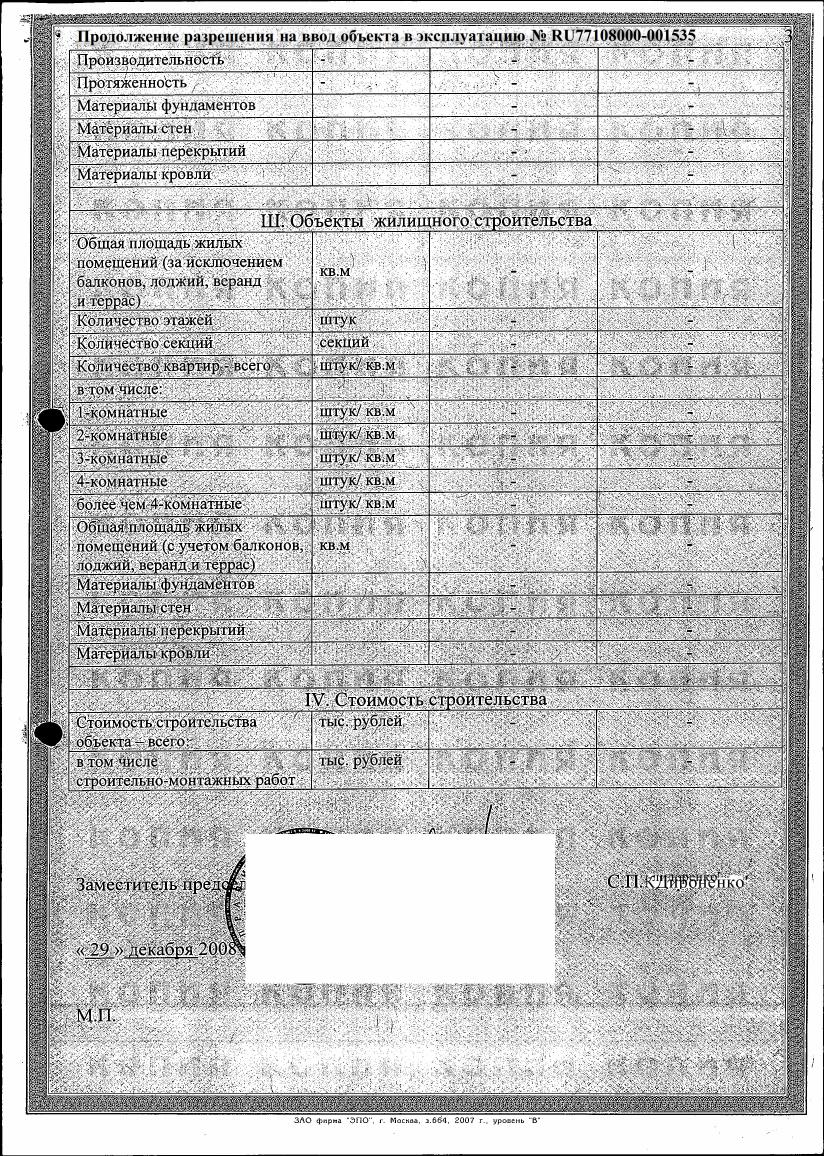 Продолжение разрешения на ввод объекта в эксплуатацию № RU77108000-001535
3
Производительность - - -
Протяженность - - -
Материалы фундаментов - -
Материалы стен - -
Материалы перекрытий - -
Материалы кровли - -
III. Объекты жилищного строительства
Общая площадь жилых
помещений (за исключением
балконов, лоджий, веранд
и террас)
кв.м - -
Количество этажей штук - -
Количество секций секций - -
Количество квартир - всего штук/ кв.м - -
в том числе:
1-комнатные штук/ кв.м - -
2-комнатные штук/ кв.м - -
3-комнатные штук/ кв.м - -
4-комнатные штук/ кв.м - -
более чем 4-комнатные штук/ кв.м - -
Общая площадь жилых
помещений (с учетом балконов,
лоджий, веранд и террас)
кв.м - -
Материалы фундаментов - -
Материалы стен - -
Материалы перекрытий - -
Материалы кровли - -
IV. Стоимость строительства
Стоимость строительства
объекта – всего:
тыс. рублей - -
в том числе
строительно-монтажных работ
тыс. рублей - -
Заместитель С.П.
« 29 » декабря 2008
М.П.
ЗАО фирма "ЭПО", г. Москва, з.664, 2007 г., уровень "В"